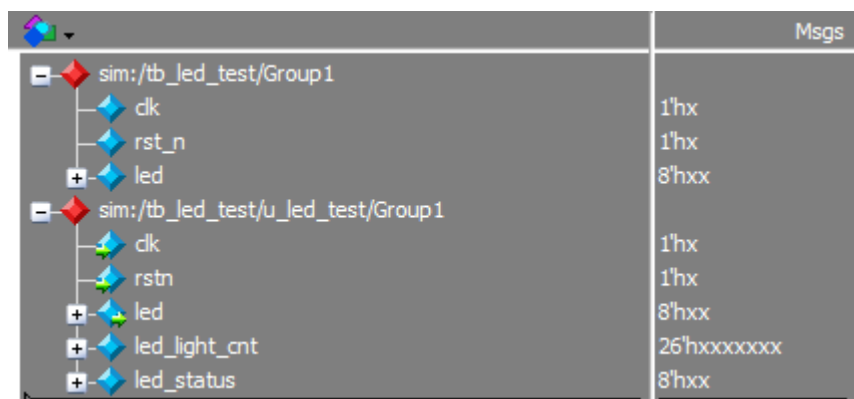 Msgs
sim:/tb_led_test/Group1
clk 1'hx
rst_n 1'hx
led 8'hxx
sim:/tb_led_test/u_led_test/Group1
clk 1'hx
rstn 1'hx
led 8'hxx
led_light_cnt 26'hxxxxxxx
led_status 8'hxx